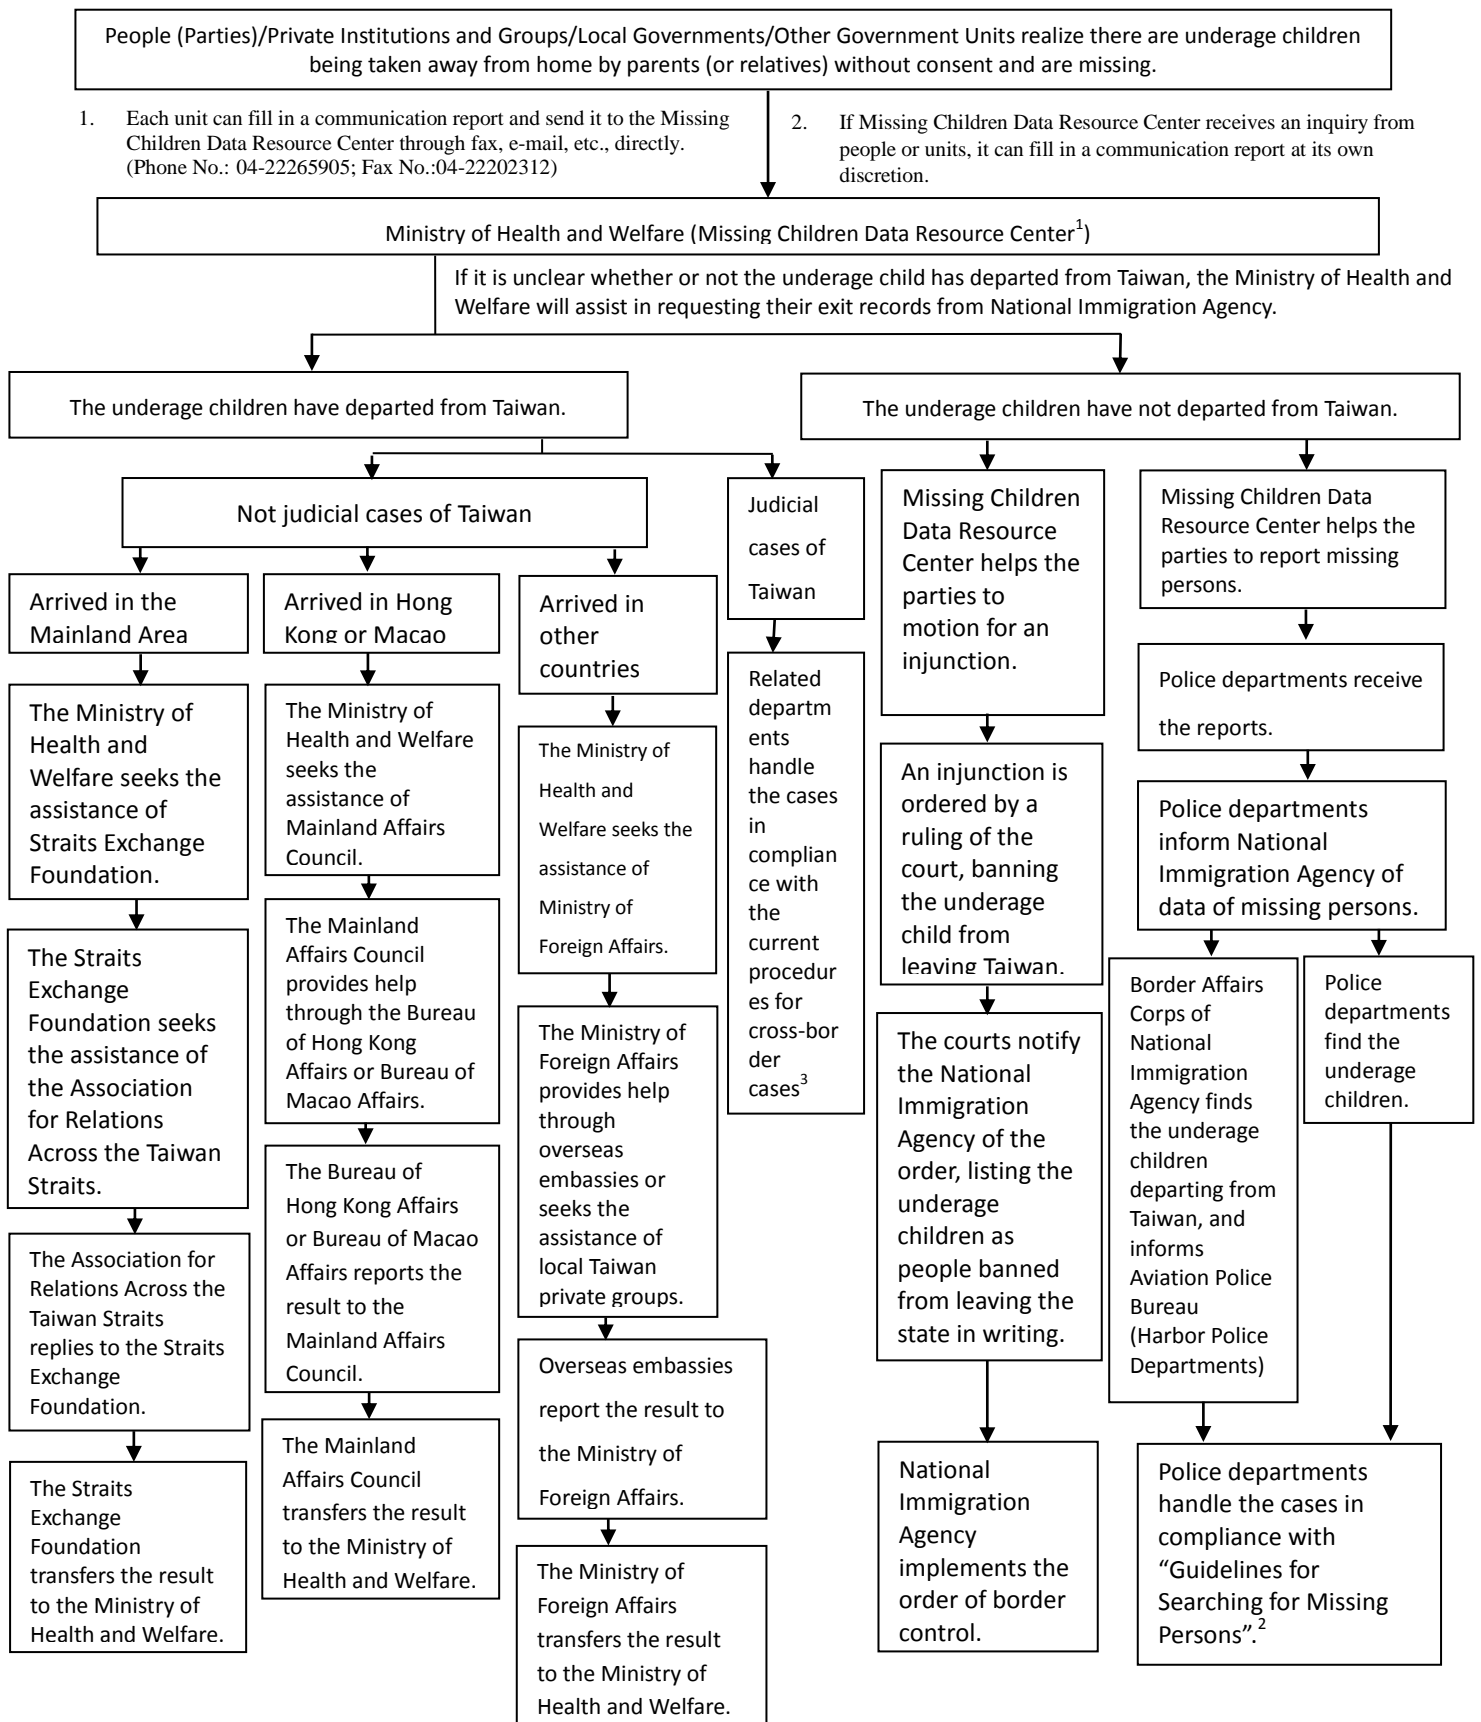 People (Parties)/Private Institutions and Groups/Local Governments/Other Government Units realize there are underage children
being taken away from home by parents (or relatives) without consent and are missing.
1. Each unit can fill in a communication report and send it to the Missing
Children Data Resource Center through fax, e-mail, etc., directly.
(Phone No.: 04-22265905; Fax No.:04-22202312)
2. If Missing Children Data Resource Center receives an inquiry from
people or units, it can fill in a communication report at its own
discretion.
Ministry of Health and Welfare (Missing Children Data Resource Center1)
If it is unclear whether or not the underage child has departed from Taiwan, the Ministry of Health and
Welfare will assist in requesting their exit records from National Immigration Agency.
The underage children have departed from Taiwan.
The underage children have not departed from Taiwan.
Not judicial cases of Taiwan
Arrived in the
Mainland Area
The Ministry of
Health and
Welfare seeks the
assistance of
Straits Exchange
Foundation.
The Straits
Exchange
Foundation seeks
the assistance of
the Association
for Relations
Across the Taiwan
Straits.
The Association for
Relations Across the
Taiwan Straits
replies to the Straits
Exchange
Foundation.
The Straits
Exchange
Foundation
transfers the result
to the Ministry of
Health and Welfare.
Arrived in Hong
Kong or Macao
The Ministry of
Health and Welfare
seeks the
assistance of
Mainland Affairs
Council.
The Mainland
Affairs Council
provides help
through the Bureau
of Hong Kong
Affairs or Bureau of
Macao Affairs.
The Bureau of
Hong Kong Affairs
or Bureau of Macao
Affairs reports the
result to the
Mainland Affairs
Council.
The Mainland
Affairs Council
transfers the result
to the Ministry of
Health and Welfare.
Arrived in
other
countries
The Ministry of
Health and
Welfare seeks the
assistance of
Ministry of
Foreign Affairs.
The Ministry of
Foreign Affairs
provides help
through
overseas
embassies or
seeks the
assistance of
local Taiwan
private groups.
Overseas embassies
report the result to
the Ministry of
Foreign Affairs.
The Ministry of
Foreign Affairs
transfers the result
to the Ministry of
Health and Welfare.
Judicial
cases of
Taiwan
Related
departm
ents
handle
the cases
in
complian
ce with
the
current
procedur
es for
cross-bor
der
cases3
Missing Children
Data Resource
Center helps the
parties to
motion for an
injunction.
An injunction is
ordered by a
ruling of the
court, banning
the underage
child from
leaving Taiwan.
The courts notify
the National
Immigration
Agency of the
order, listing the
underage
children as
people banned
from leaving the
state in writing.
National
Immigration
Agency
implements the
order of border
control.
Missing Children Data
Resource Center helps the
parties to report missing
persons.
Police departments receive
the reports.
Police departments
inform National
Immigration Agency of
data of missing persons.
Border Affairs
Corps of
National
Immigration
Agency finds
the underage
children
departing from
Taiwan, and
informs
Aviation Police
Bureau
(Harbor Police
Departments)
Police
departments
find the
underage
children.
Police departments
handle the cases in
compliance with
“Guidelines for
Searching for Missing
Persons”.2